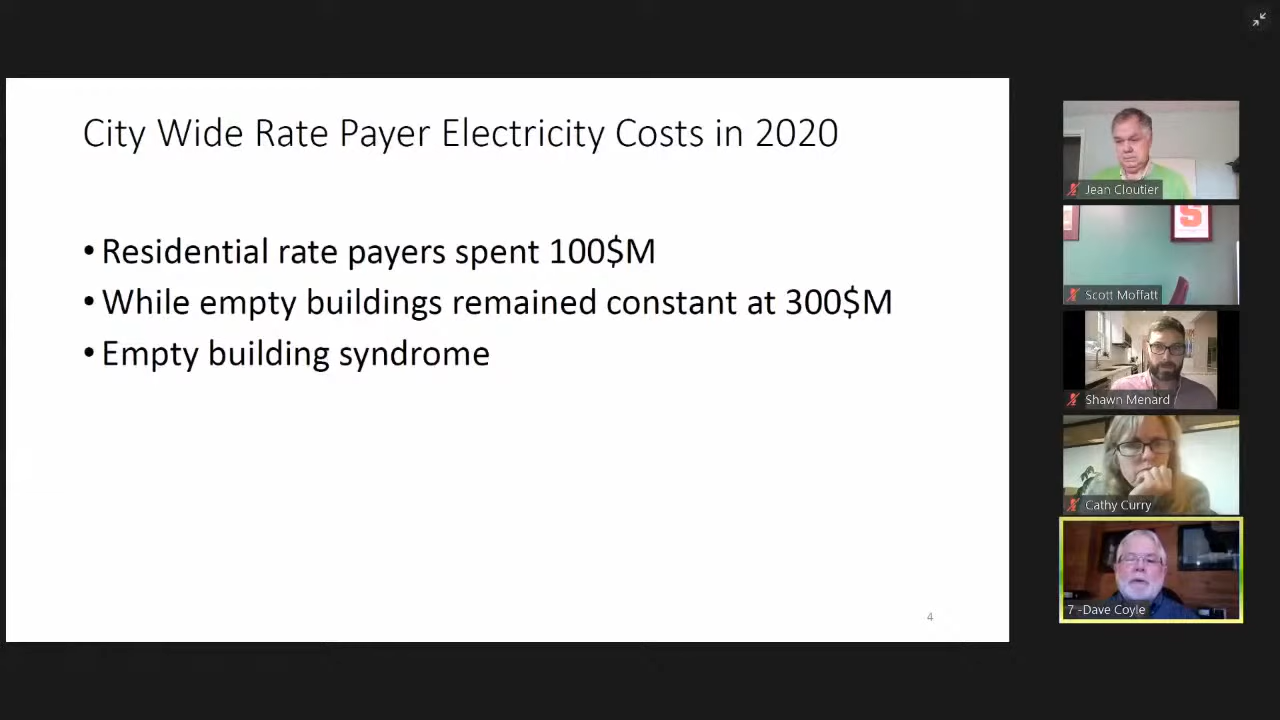 City Wide Rate Payer Electricity Costs in 2020
• Residential rate payers spent 100$M
• While empty buildings remained constant at 300$M
• Empty building syndrome
4
Jean Cloutier
S
Scott Moffatt
Shawn Menard
Cathy Curry
7 -Dave Coyle